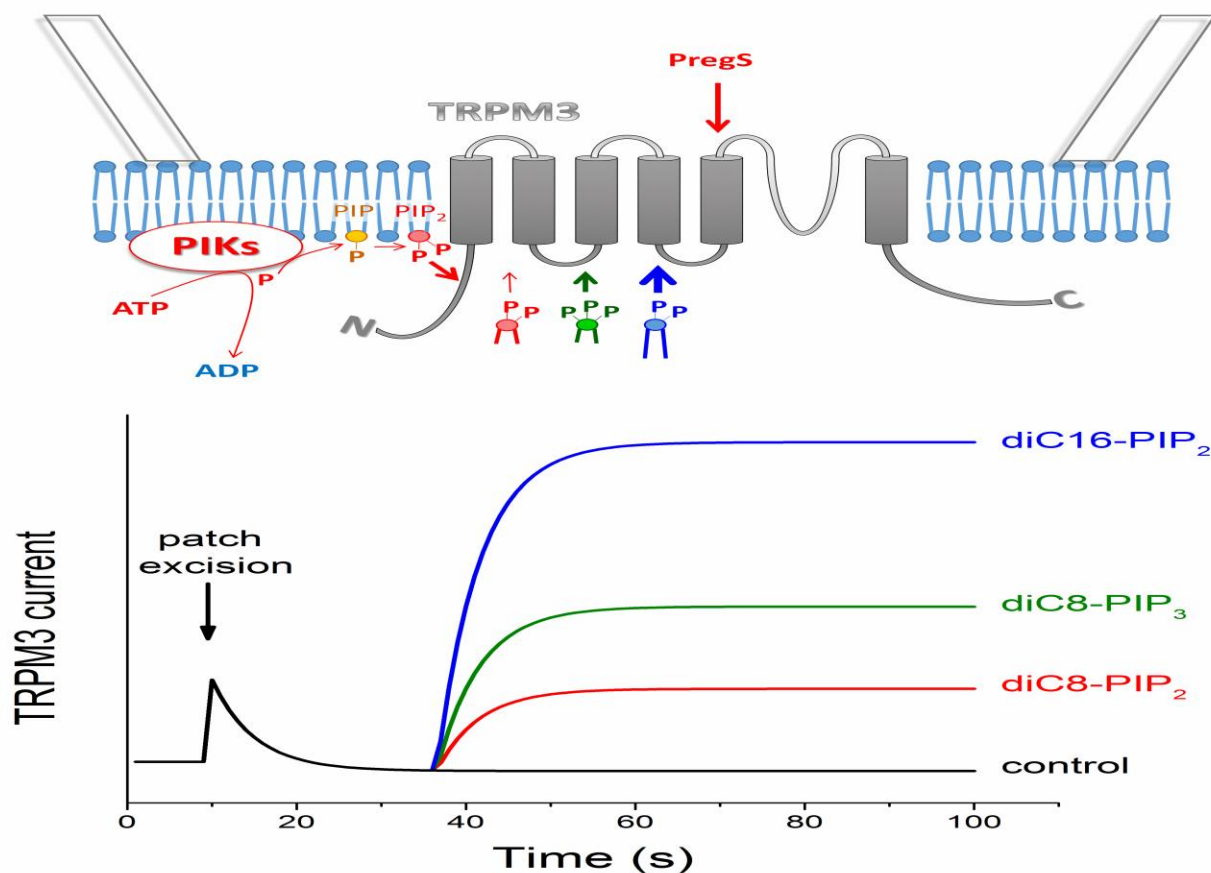 PregS
TRPM3
PIP PIP₂
PIKs
P P P P
P
ATP
ADP
N
P P
P P P
P P
C
diC16-PIP₂
patch
excision
diC8-PIP₃
diC8-PIP₂
control
TRPM3 current
0 20 40 60 80 100
Time (s)